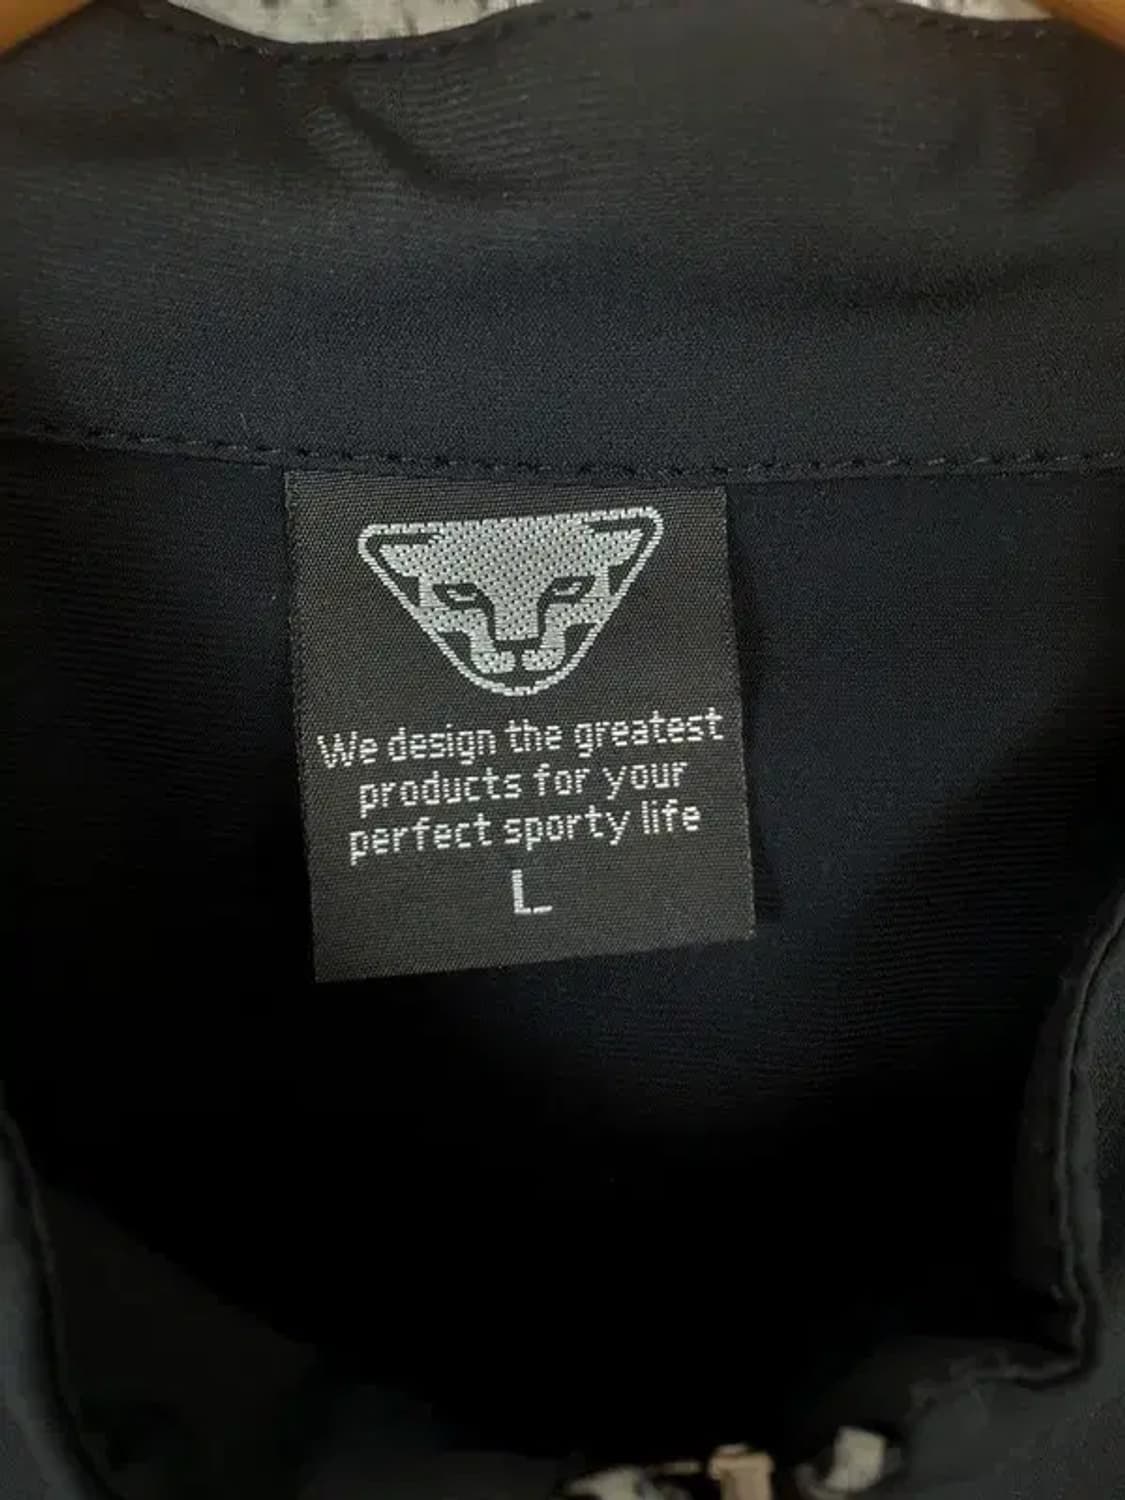 We design the greatest
products for your
perfect sporty life
L